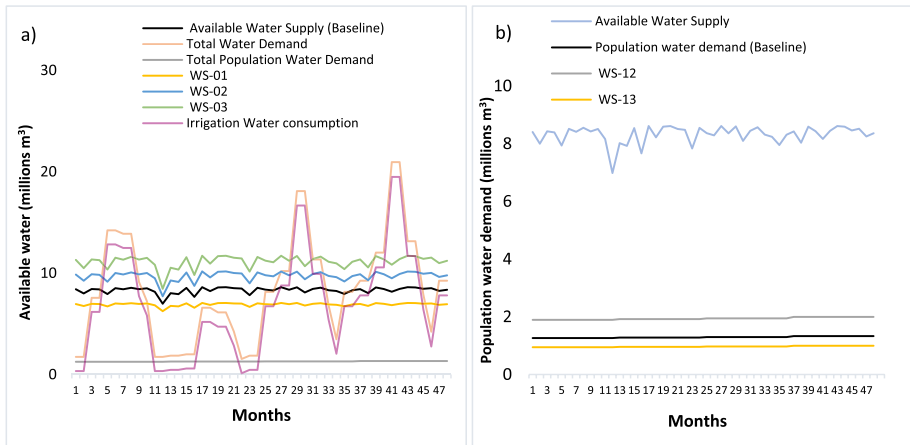 a)
Available Water Supply (Baseline)
Total Water Demand
Total Population Water Demand
WS-01
WS-02
WS-03
Irrigation Water consumption
Available water (millions m³)
30
20
10
0
1 3 5 7 9 11 13 15 17 19 21 23 25 27 29 31 33 35 37 39 41 43 45 47
Months
b)
Available Water Supply
Population water demand (Baseline)
WS-12
WS-13
Population water demand (millions m³)
10
8
6
4
2
0
1 3 5 7 9 11 13 15 17 19 21 23 25 27 29 31 33 35 37 39 41 43 45 47
Months